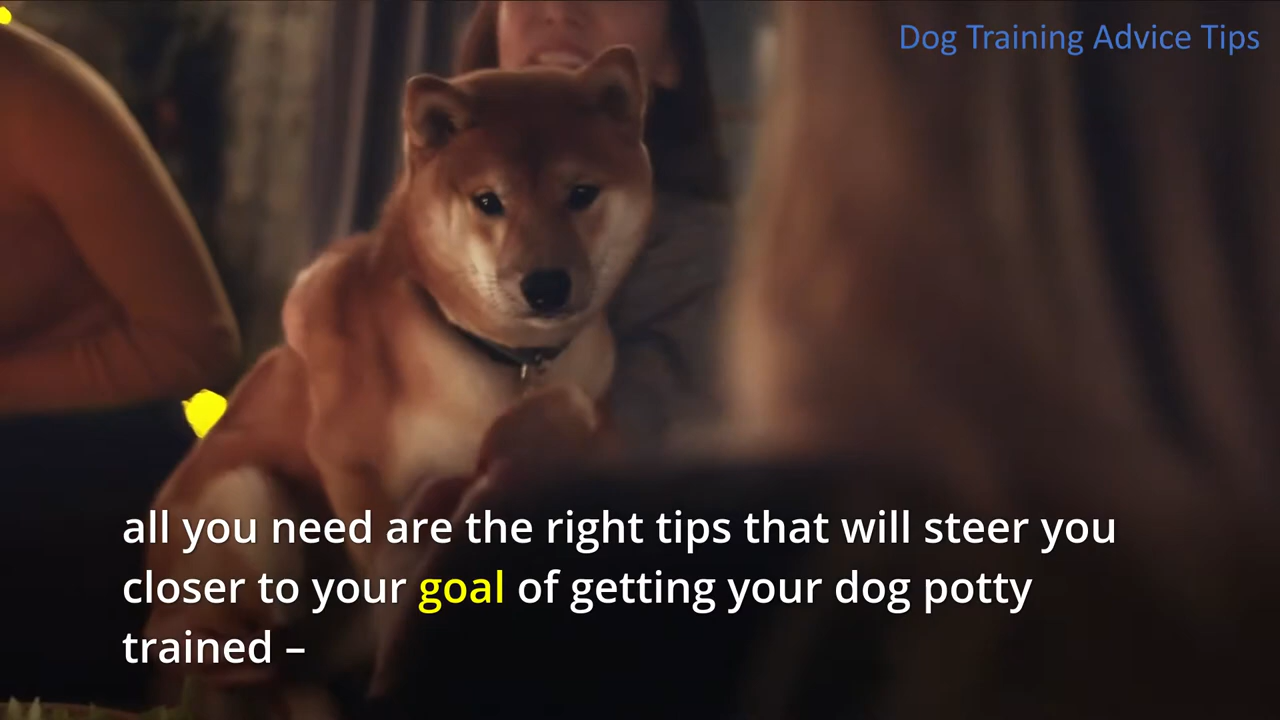 Dog Training Advice Tips
all you need are the right tips that will steer you
closer to your goal of getting your dog potty
trained –